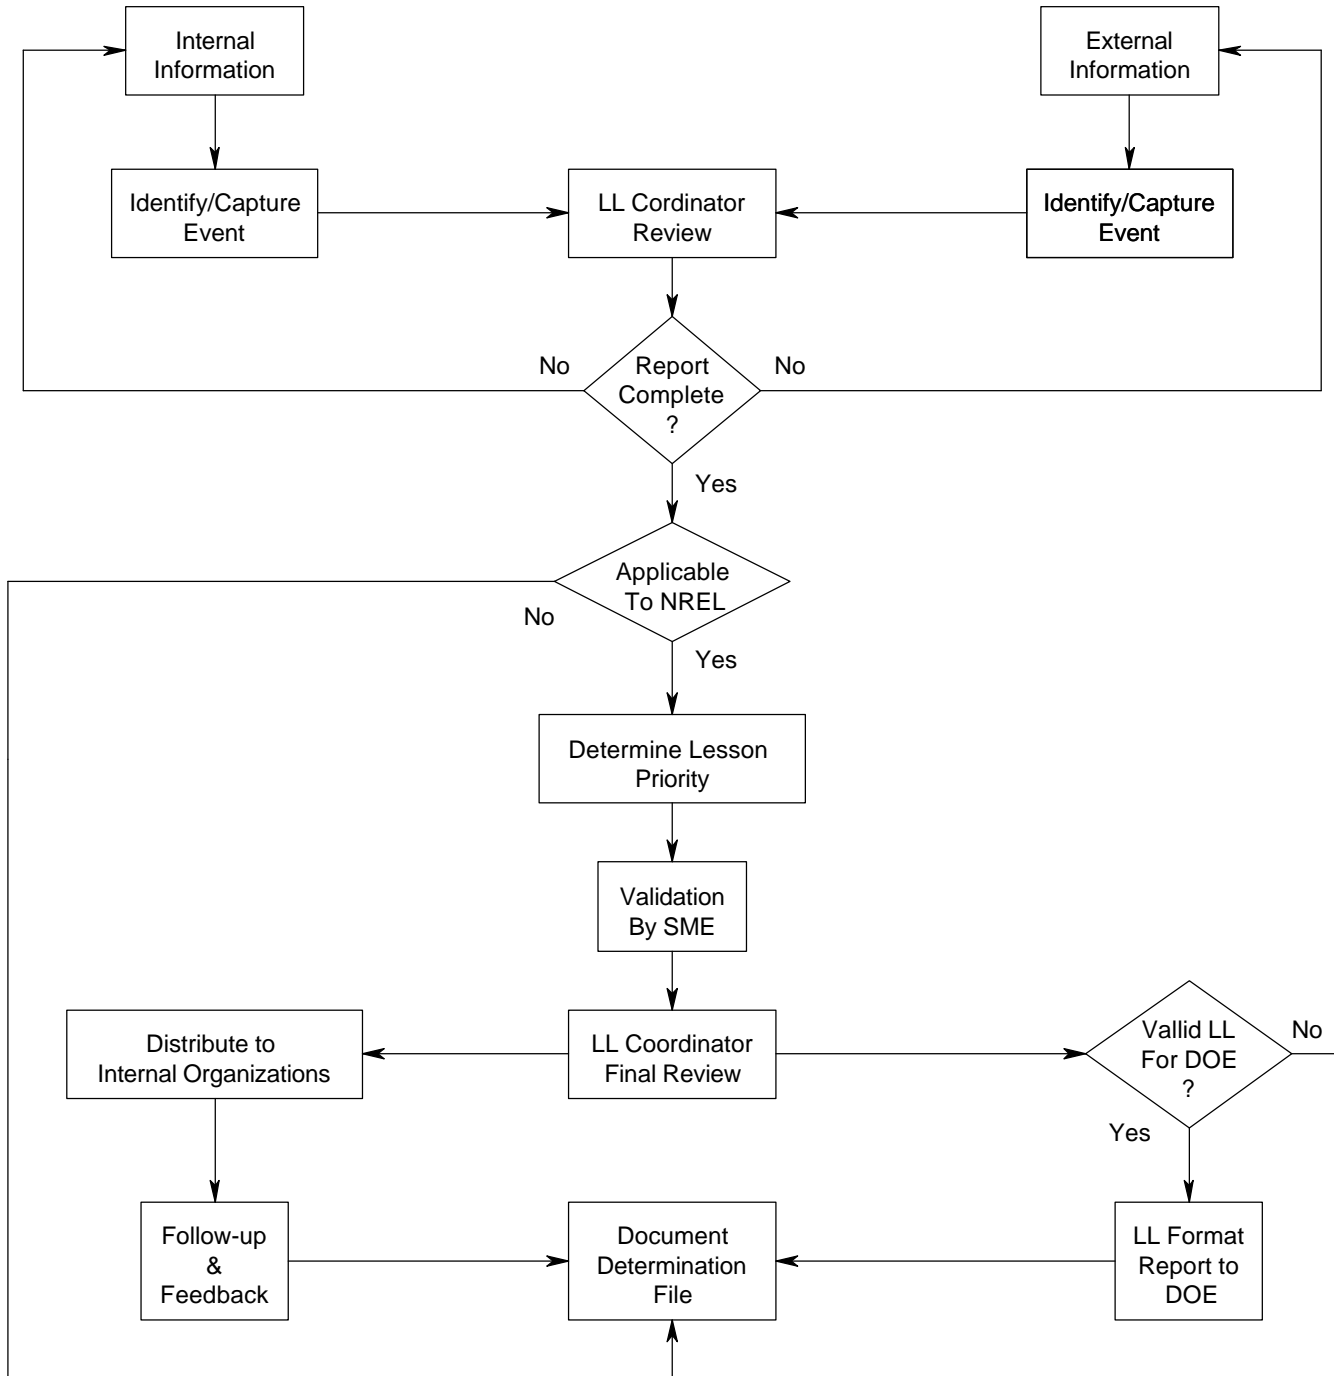 Internal
Information
External
Information
Identify/Capture
Event
LL Cordinator
Review
Identify/Capture
Event
No
Report
Complete
?
No
Yes
Applicable
To NREL
No
Yes
Determine Lesson
Priority
Validation
By SME
Distribute to
Internal Organizations
LL Coordinator
Final Review
Vallid LL
For DOE
?
No
Yes
Follow-up
&
Feedback
Document
Determination
File
LL Format
Report to
DOE